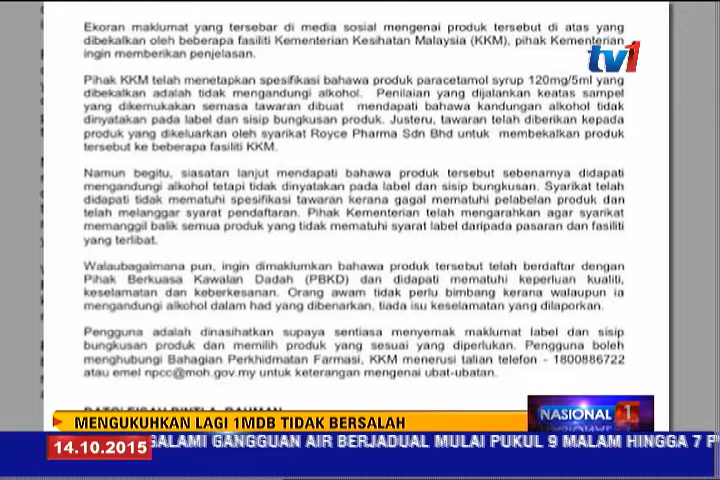 Ekoran maklumat yang tersebar di media sosial mengenai produk tersebut di atas yang
dibekalkan oleh beberapa fasiliti Kementerian Kesihatan Malaysia (KKM), pihak Kementerian
ingin memberikan penjelasan.
tv1
Pihak KKM telah menetapkan spesifikasi bahawa produk paracetamol syrup 120mg/5ml yang
dibekalkan adalah tidak mengandungi alkohol. Penilaian yang dijalankan keatas sampel
yang dikemukakan semasa tawaran dibuat mendapati bahawa kandungan alkohol tidak
dinyatakan pada label dan sisip bungkusan produk. Justeru, tawaran telah diberikan kepada
produk yang dikeluarkan oleh syarikat Royce Pharma Sdn Bhd untuk membekalkan produk
tersebut ke beberapa fasiliti KKM.
Namun begitu, siasatan lanjut mendapati bahawa produk tersebut sebenarnya didapati
mengandungi alkohol tetapi tidak dinyatakan pada label dan sisip bungkusan. Syarikat telah
didapati tidak mematuhi spesifikasi tawaran kerana gagal mematuhi pelabelan produk dan
telah melanggar syarat pendaftaran. Pihak Kementerian telah mengarahkan agar syarikat
memanggil balik semua produk yang tidak mematuhi syarat label daripada pasaran dan fasiliti
yang terlibat.
Walaubagaimana pun, ingin dimaklumkan bahawa produk tersebut telah berdaftar dengan
Pihak Berkuasa Kawalan Dadah (PBKD) dan didapati mematuhi keperluan kualiti,
keselamatan dan keberkesanan. Orang awam tidak perlu bimbang kerana walaupun ia
mengandungi alkohol dalam had yang dibenarkan, tiada isu keselamatan yang dilaporkan.
Pengguna adalah dinasihatkan supaya sentiasa menyemak maklumat label dan sisip
bungkusan produk dan memilih produk yang sesuai yang diperlukan. Pengguna boleh
menghubungi Bahagian Perkhidmatan Farmasi, KKM menerusi talian telefon - 1800886722
atau emel npcc@moh.gov.my untuk keterangan mengenai ubat-ubatan.
MENGUKUHKAN LAGI 1MDB TIDAK BERSALAH
NASIONAL 1
14.10.2015
GALAMI GANGGUAN AIR BERJADUAL MULAI PUKUL 9 MALAM HINGGA 7 P